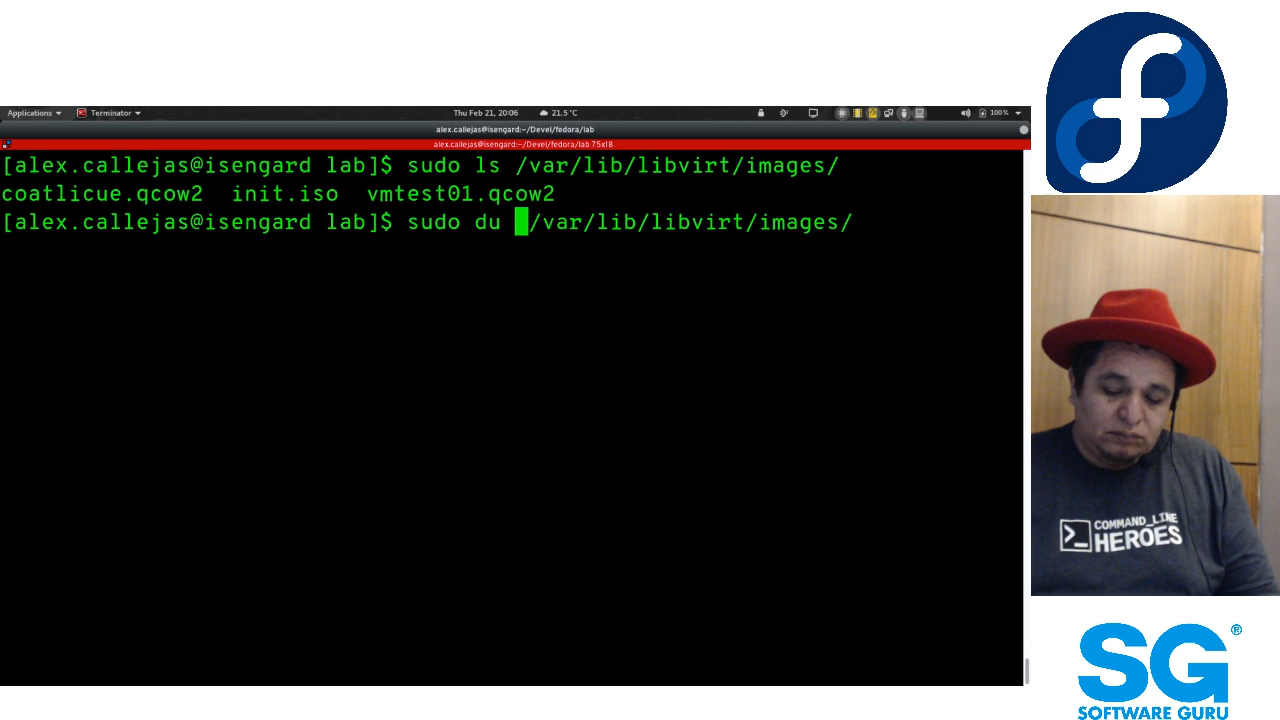 Applications Terminator Thu Feb 21, 20:06 21.5 °C 100%
alex.callejas@isengard:~/Devel/fedora/lab
alex.callejas@isengard:~/Devel/fedora/lab 75x18
[alex.callejas@isengard lab]$ sudo ls /var/lib/libvirt/images/
coatlicue.qcow2  init.iso  vmtest01.qcow2
[alex.callejas@isengard lab]$ sudo du /var/lib/libvirt/images/
>_ COMMAND_LINE
HEROES
SG®
SOFTWARE GURU